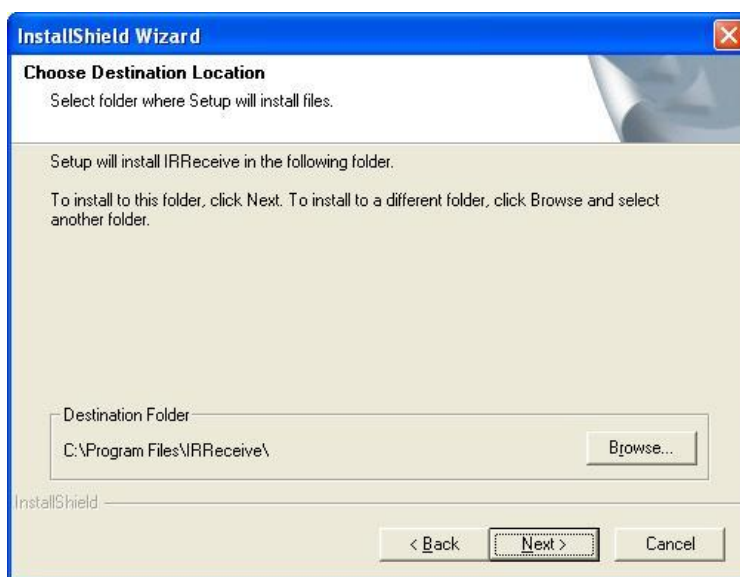 InstallShield Wizard
Choose Destination Location
Select folder where Setup will install files.
Setup will install IRReceive in the following folder.
To install to this folder, click Next. To install to a different folder, click Browse and select
another folder.
Destination Folder
C:\Program Files\IRReceive\
Browse...
InstallShield
< Back
Next >
Cancel